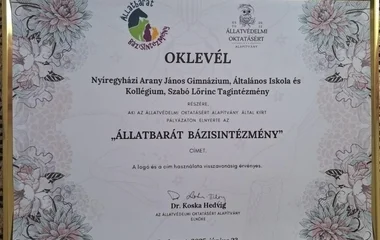 Állatbarát
Bázisintézmény
ÁLLATVÉDELMI
OKTATÁSÉRT
ALAPÍTVÁNY
OKLEVÉL
Nyíregyházi Arany János Gimnázium, Általános Iskola és
Kollégium, Szabó Lőrinc Tagintézmény
RÉSZÉRE,
AKI AZ ÁLLATVÉDELMI OKTATÁSÉRT ALAPÍTVÁNY ÁLTAL KIÍRT
PÁLYÁZATON ELNYERTE AZ
„ÁLLATBARÁT BÁZISINTÉZMÉNY”
CÍMET.
A logó és a cím használata visszavonásig érvényes.
Dr. Koska Hedvig
AZ ÁLLATVÉDELMI OKTATÁSÉRT ALAPÍTVÁNY
ELNÖKE